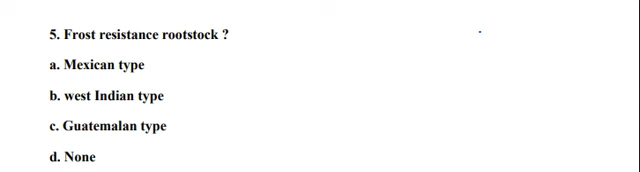 5. Frost resistance rootstock ?
a. Mexican type
b. west Indian type
c. Guatemalan type
d. None